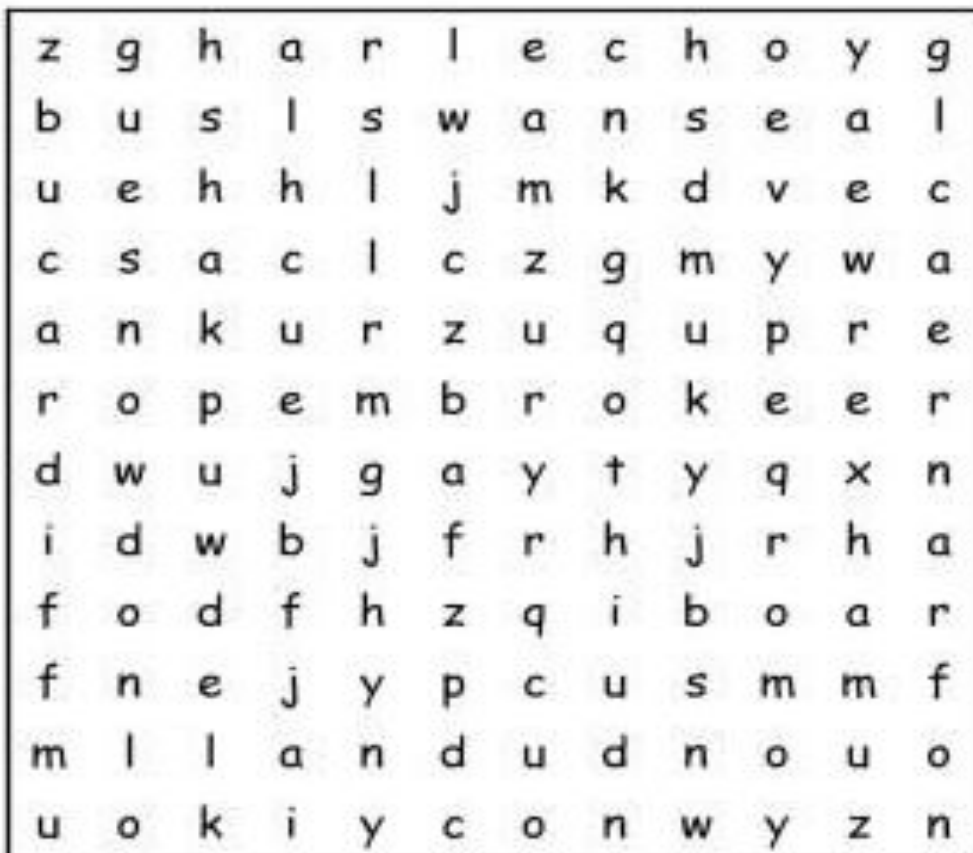 z g h a r l e c h o y g
b u s l s w a n s e a l
u e h h l j m k d v e c
c s a c l c z g m y w a
a n k u r z u q u p r e
r o p e m b r o k e e r
d w u j g a y t y q x n
i d w b j f r h j r h a
f o d f h z q i b o a r
f n e j y p c u s m m f
m l l a n d u d n o u o
u o k i y c o n w y z n